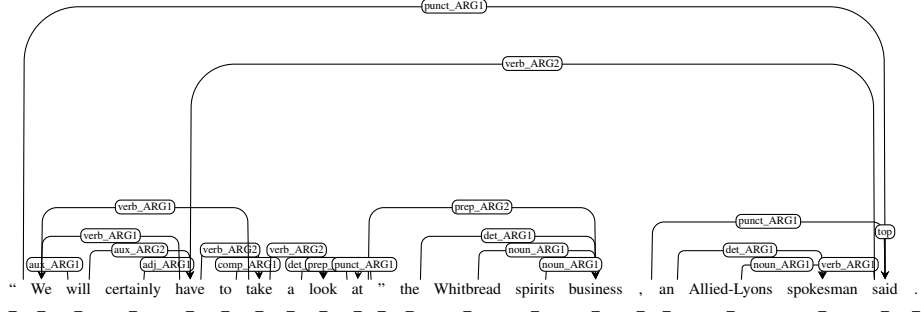 punct_ARG1
verb_ARG2
verb_ARG1 prep_ARG2
punct_ARG1
top
verb_ARG1 det_ARG1
aux_ARG2 verb_ARG2 verb_ARG2 noun_ARG1 det_ARG1
aux_ARG1 adj_ARG1 comp_ARG1 det prep_ punct_ARG1 noun_ARG1 noun_ARG1 verb_ARG1
“ We will certainly have to take a look at ” the Whitbread spirits business , an Allied-Lyons spokesman said .
_ _ _ _ _ _ _ _ _ _ _ _ _ _ _ _ _ _ _ _ _